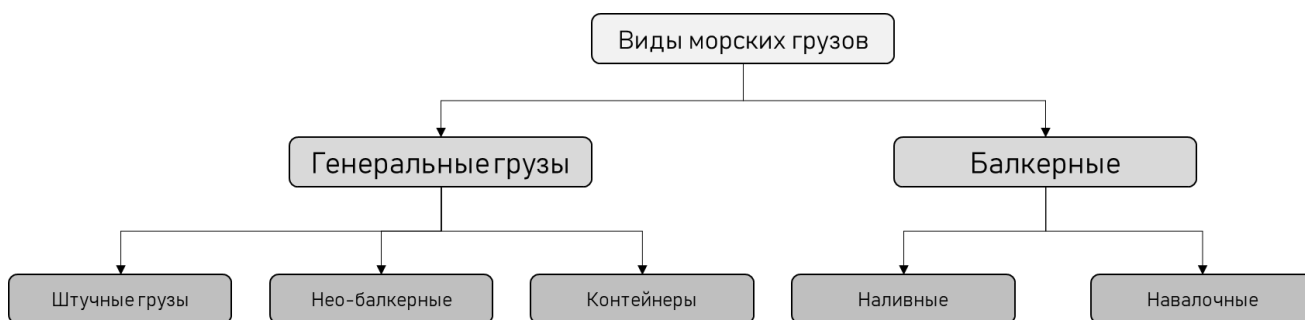 Виды морских грузов
Генеральные грузы
Балкерные
Штучные грузы
Нео-балкерные
Контейнеры
Наливные
Навалочные